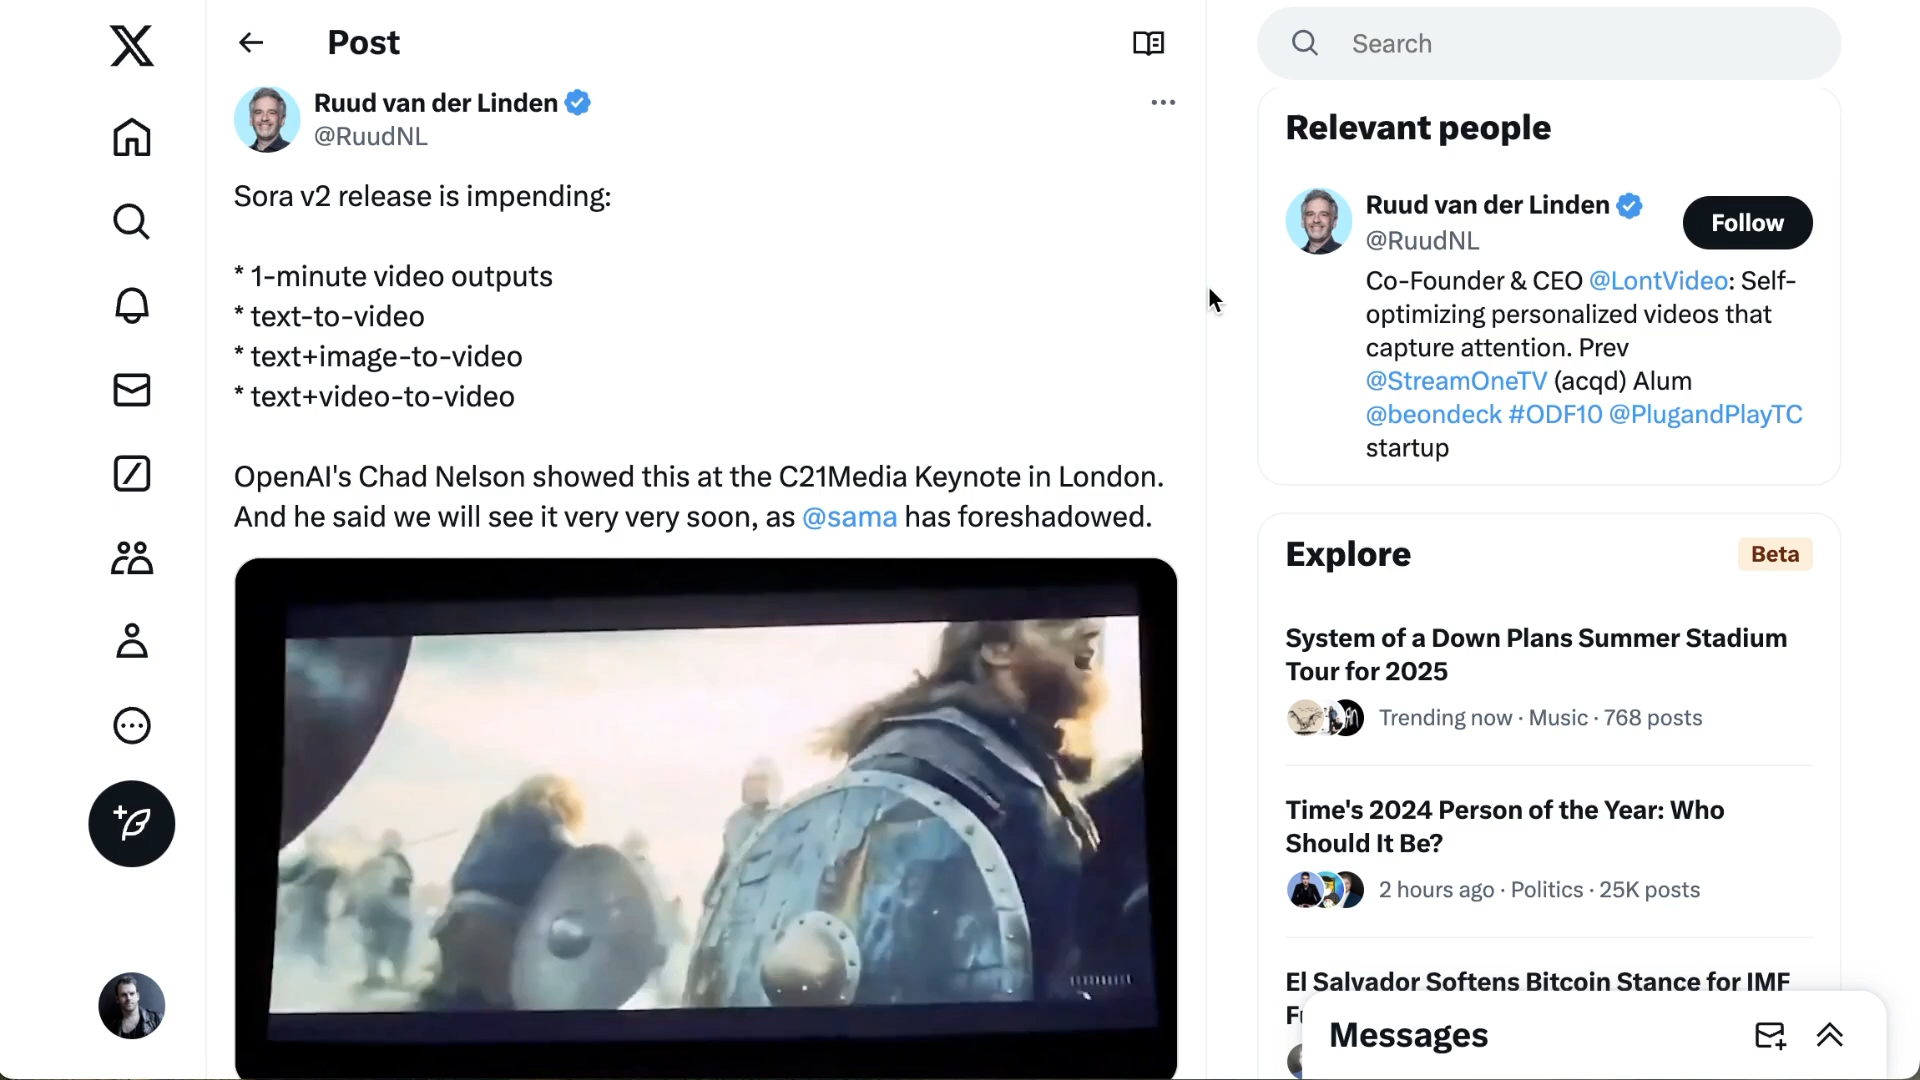 Post
Ruud van der Linden
@RuudNL
Sora v2 release is impending:
* 1-minute video outputs
* text-to-video
* text+image-to-video
* text+video-to-video
OpenAI's Chad Nelson showed this at the C21Media Keynote in London.
And he said we will see it very very soon, as @sama has foreshadowed.
Search
Relevant people
Ruud van der Linden
@RuudNL
Follow
Co-Founder & CEO @LontVideo: Self-
optimizing personalized videos that
capture attention. Prev
@StreamOneTV (acqd) Alum
@beondeck #ODF10 @PlugandPlayTC
startup
Explore
Beta
System of a Down Plans Summer Stadium
Tour for 2025
Trending now · Music · 768 posts
Time's 2024 Person of the Year: Who
Should It Be?
2 hours ago · Politics · 25K posts
El Salvador Softens Bitcoin Stance for IMF
Messages